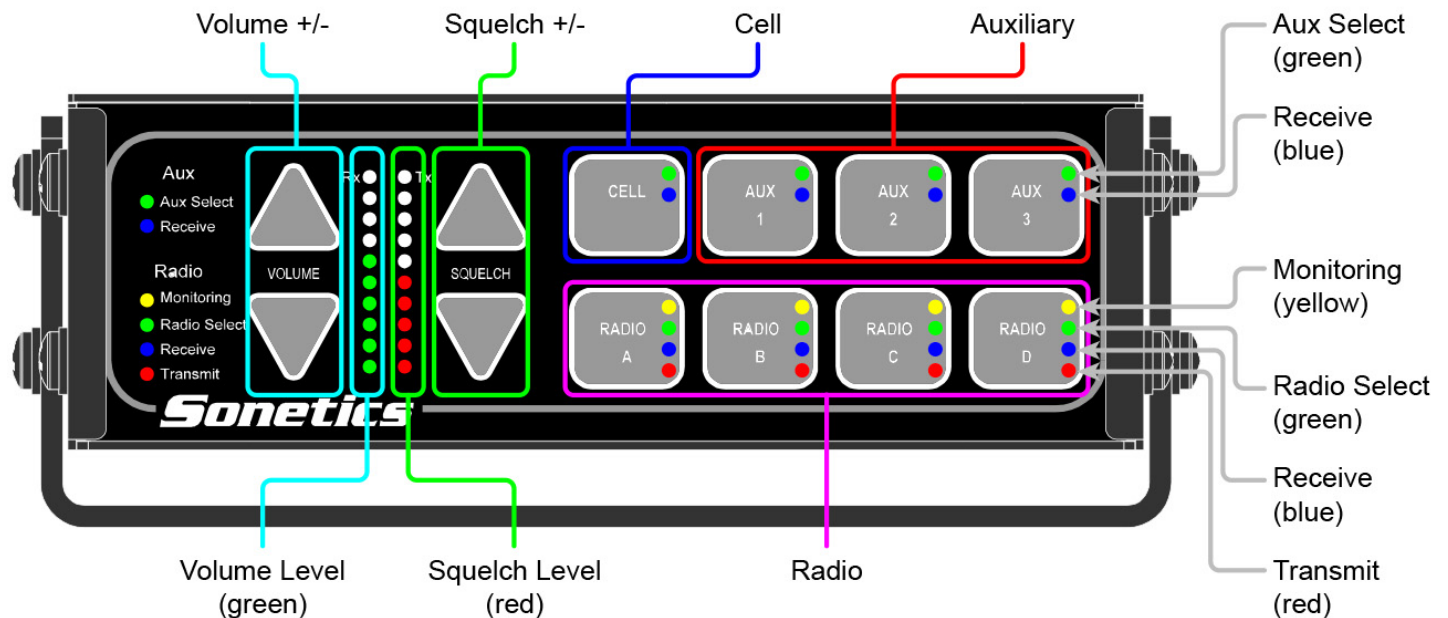 Volume +/-
Squelch +/-
Cell
Auxiliary
Aux Select
(green)
Receive
(blue)
Monitoring
(yellow)
Radio Select
(green)
Receive
(blue)
Transmit
(red)
Aux
Aux Select
Receive
Radio
Monitoring
Radio Select
Receive
Transmit
VOLUME
Rx
Tx
SQUELCH
CELL
AUX
1
AUX
2
AUX
3
RADIO
A
RADIO
B
RADIO
C
RADIO
D
Sonetics
Volume Level
(green)
Squelch Level
(red)
Radio